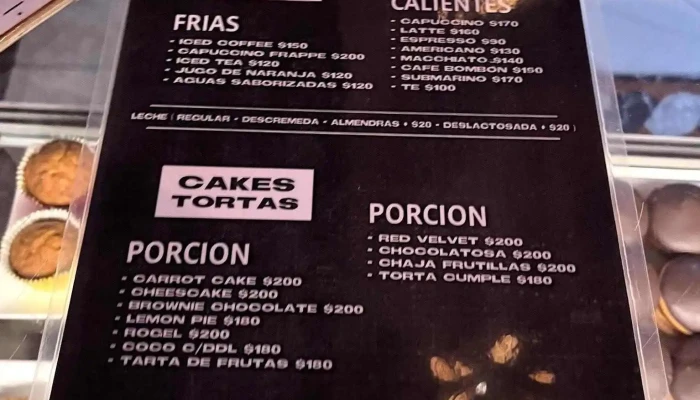 FRIAS
- ICED COFFEE $150
- CAPUCCINO FRAPPE $200
- ICED TEA $120
- JUGO DE NARANJA $120
- AGUAS SABORIZADAS $120
CALIENTES
- CAPUCCINO $170
- LATTE $160
- ESPRESSO $90
- AMERICANO $130
- MACCHIATO $140
- CAFE BOMBON $150
- SUBMARINO $170
- TE $100
LECHE ( REGULAR - DESCREMEDA - ALMENDRAS + $20 - DESLACTOSADA + $20 )
CAKES
TORTAS
PORCION
- CARROT CAKE $200
- CHEESCAKE $200
- BROWNIE CHOCOLATE $200
- LEMON PIE $180
- ROGEL $200
- COCO C/DDL $180
- TARTA DE FRUTAS $180
PORCION
- RED VELVET $200
- CHOCOLATOSA $200
- CHAJA FRUTILLAS $200
- TORTA CUMPLE $180